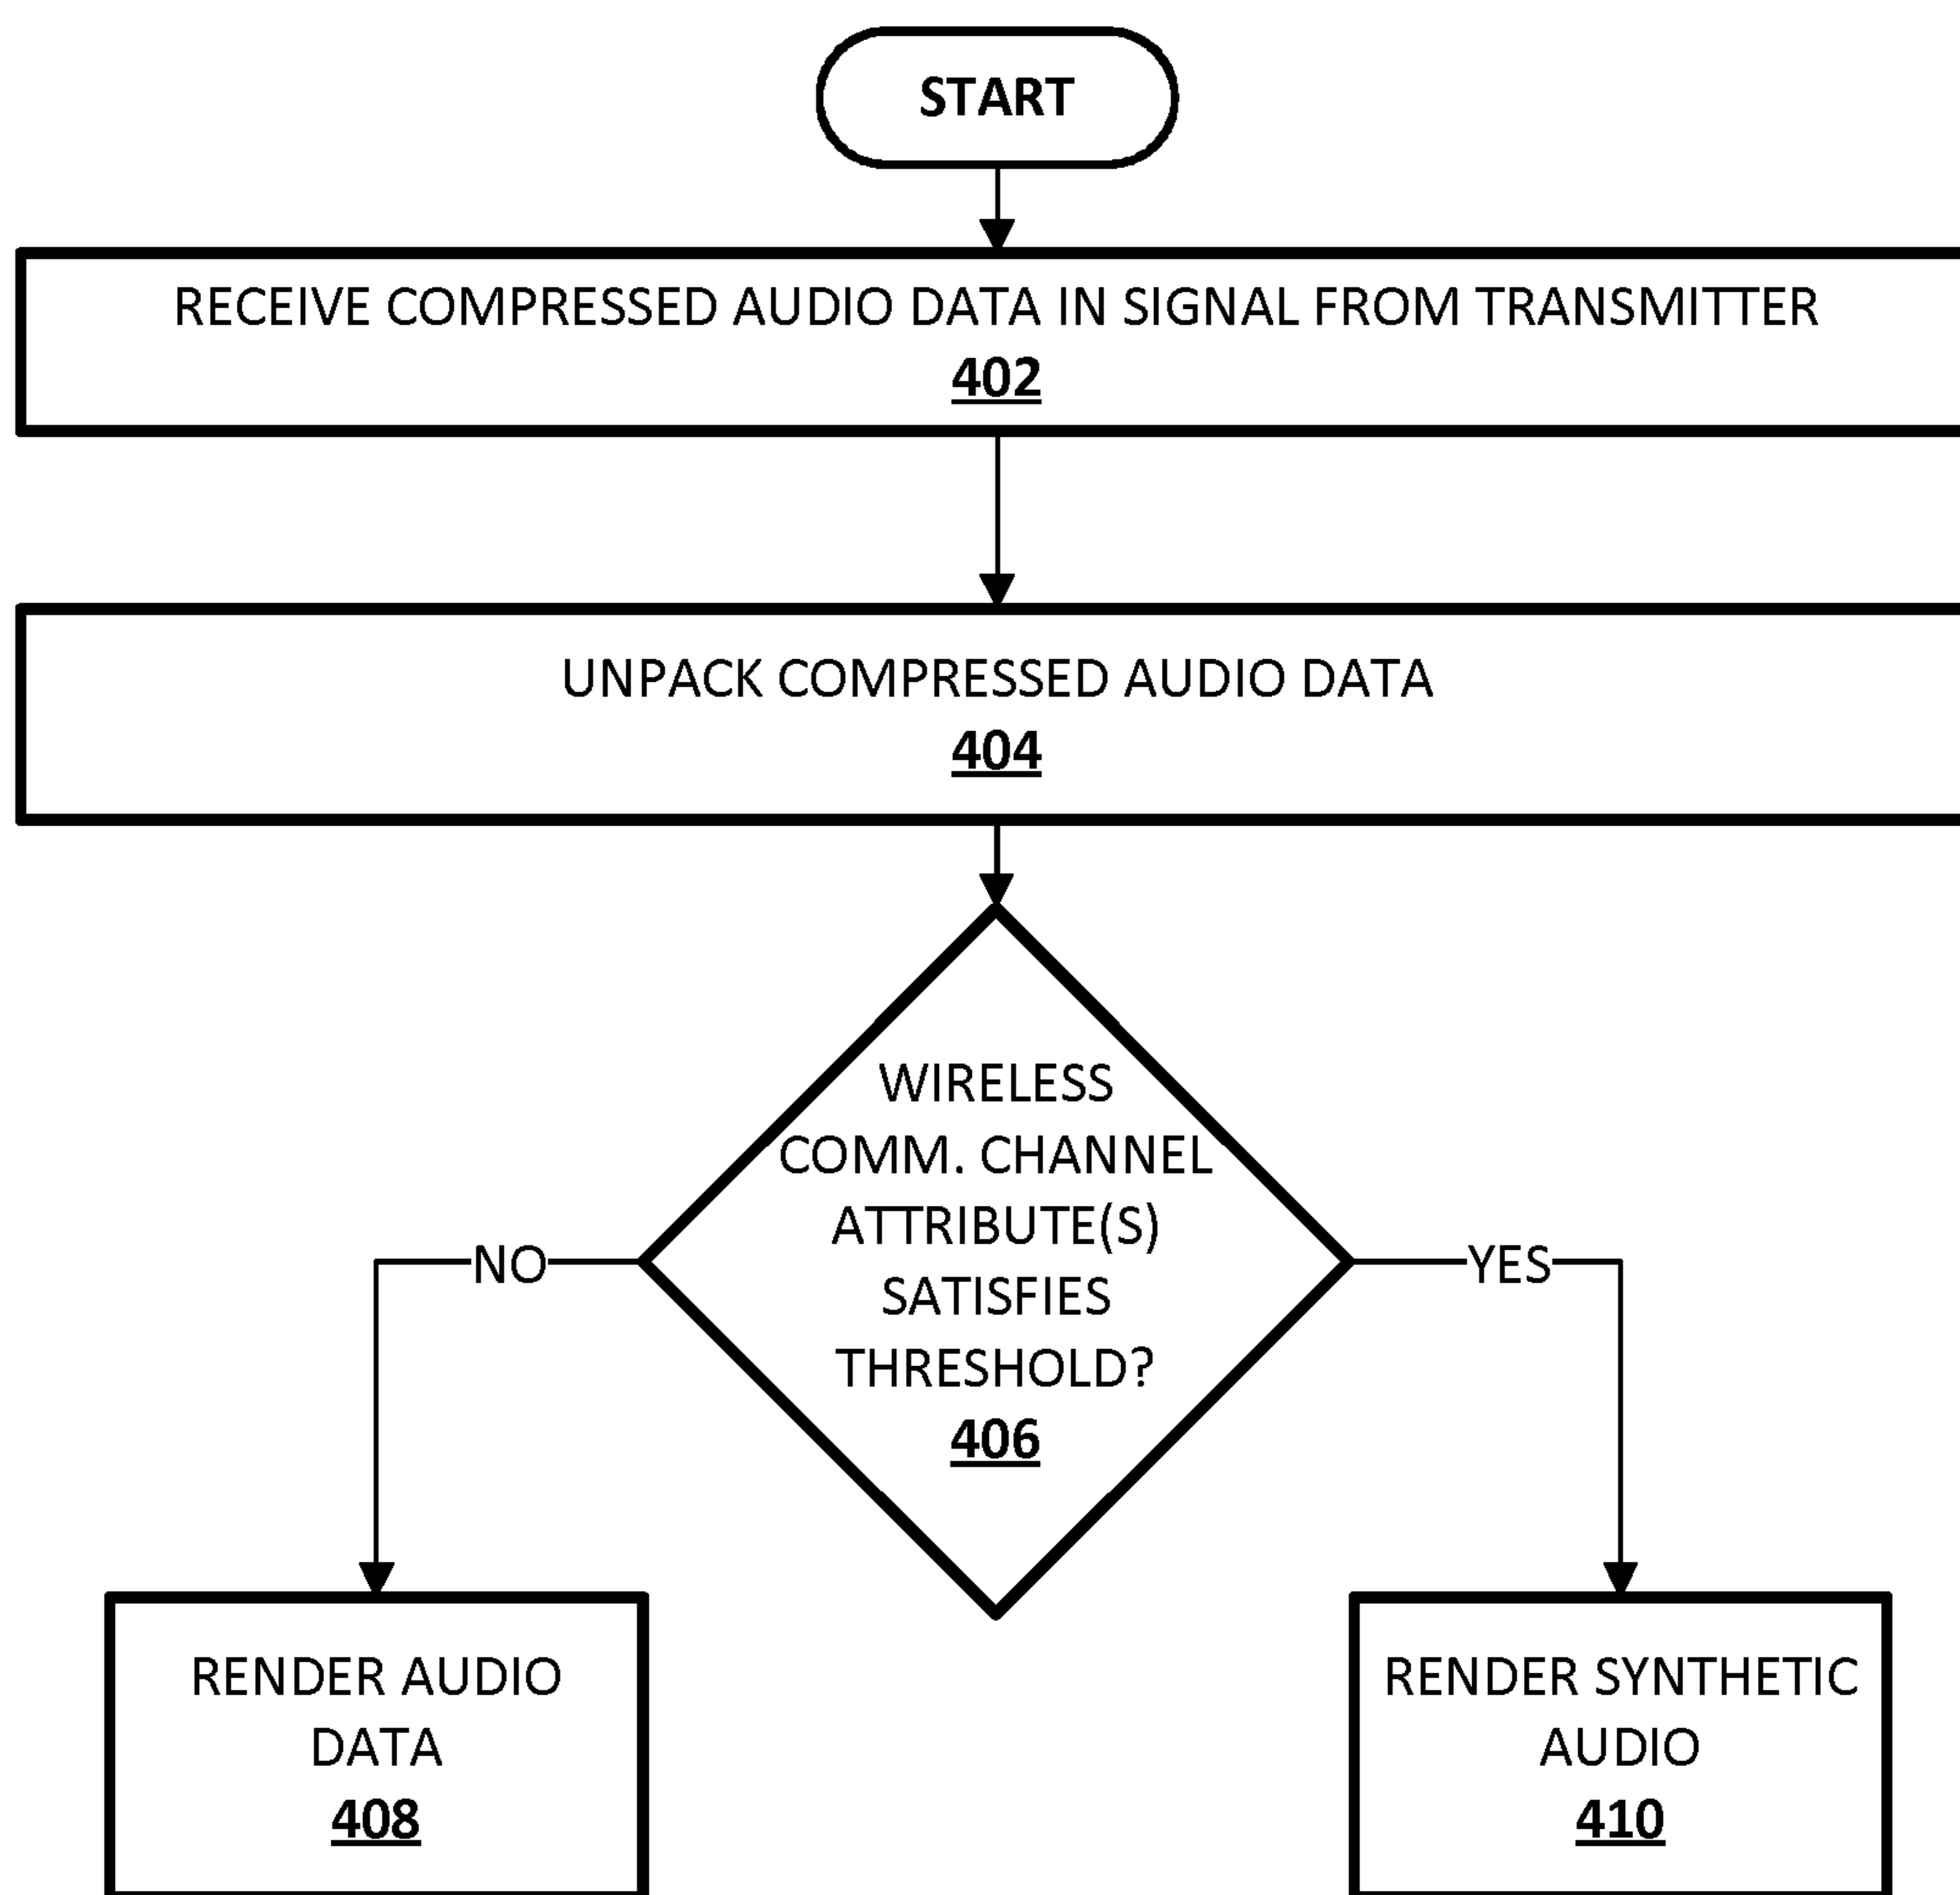 START
RECEIVE COMPRESSED AUDIO DATA IN SIGNAL FROM TRANSMITTER
402
UNPACK COMPRESSED AUDIO DATA
404
WIRELESS
COMM. CHANNEL
ATTRIBUTE(S)
SATISFIES
THRESHOLD?
406
NO
YES
RENDER AUDIO
DATA
408
RENDER SYNTHETIC
AUDIO
410